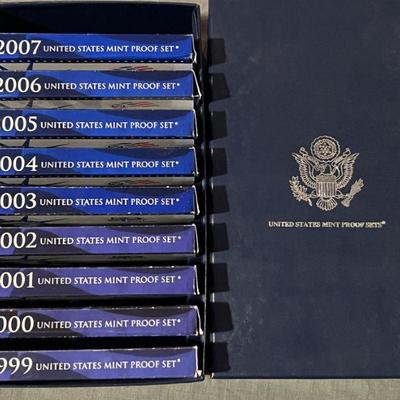 2007 UNITED STATES MINT PROOF SET®
2006 UNITED STATES MINT PROOF SET®
2005 UNITED STATES MINT PROOF SET®
004 UNITED STATES MINT PROOF SET®
003 UNITED STATES MINT PROOF SET®
002 UNITED STATES MINT PROOF SET®
001 UNITED STATES MINT PROOF SET®
000 UNITED STATES MINT PROOF SET®
999 UNITED STATES MINT PROOF SET®
UNITED STATES MINT PROOF SETS®